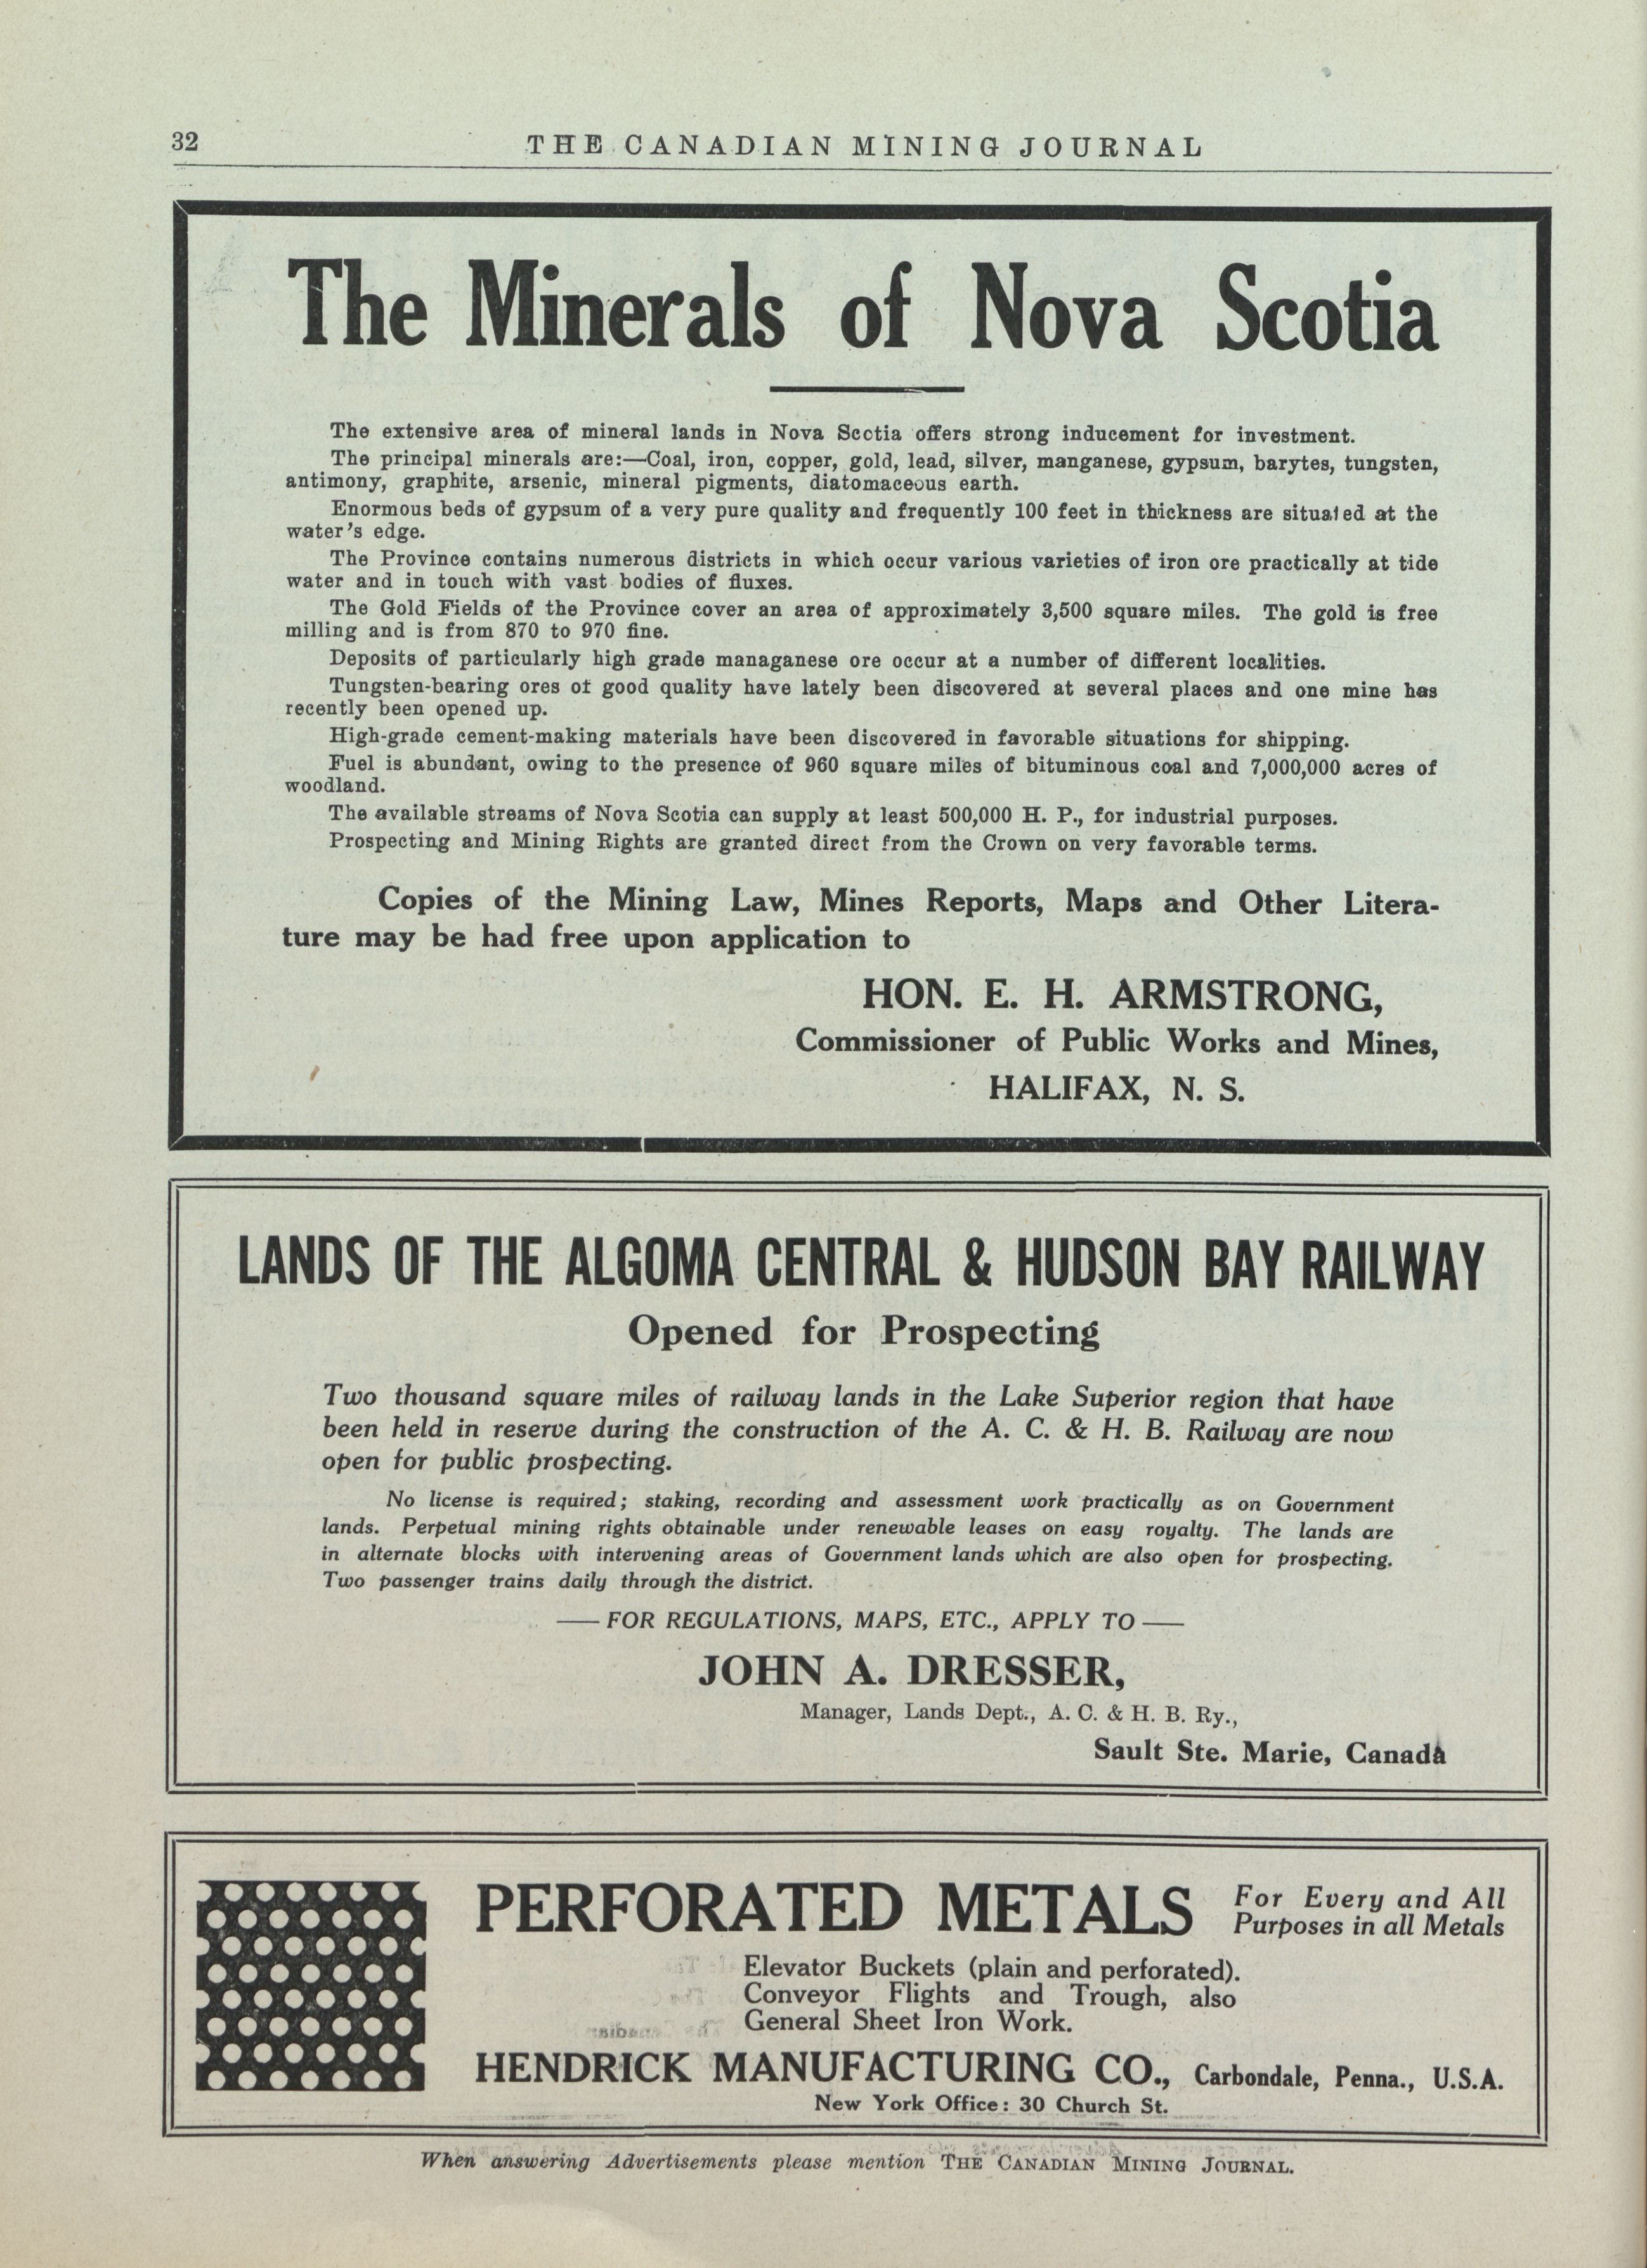 32
THE CANADIAN MINING JOURNAL
The Minerals of Nova Scotia
The extensive area of mineral lands in Nova Scotia offers strong inducement for investment.
The principal minerals are:—Coal, iron, copper, gold, lead, silver, manganese, gypsum, barytes, tungsten,
antimony, graphite, arsenic, mineral pigments, diatomaceous earth.
Enormous beds of gypsum of a very pure quality and frequently 100 feet in thickness are situated at the
water's edge.
The Province contains numerous districts in which occur various varieties of iron ore practically at tide
water and in touch with vast bodies of fluxes.
The Gold Fields of the Province cover an area of approximately 3,500 square miles. The gold is free
milling and is from 870 to 970 fine.
Deposits of particularly high grade managanese ore occur at a number of different localities.
Tungsten-bearing ores of good quality have lately been discovered at several places and one mine has
recently been opened up.
High-grade cement-making materials have been discovered in favorable situations for shipping.
Fuel is abundant, owing to the presence of 960 square miles of bituminous coal and 7,000,000 acres of
woodland.
The available streams of Nova Scotia can supply at least 500,000 H. P., for industrial purposes.
Prospecting and Mining Rights are granted direct from the Crown on very favorable terms.
Copies of the Mining Law, Mines Reports, Maps and Other Litera-
ture may be had free upon application to
HON. E. H. ARMSTRONG,
Commissioner of Public Works and Mines,
HALIFAX, N. S.
LANDS OF THE ALGOMA CENTRAL & HUDSON BAY RAILWAY
Opened for Prospecting
Two thousand square miles of railway lands in the Lake Superior region that have
been held in reserve during the construction of the A. C. & H. B. Railway are now
open for public prospecting.
No license is required; staking, recording and assessment work practically as on Government
lands. Perpetual mining rights obtainable under renewable leases on easy royalty. The lands are
in alternate blocks with intervening areas of Government lands which are also open for prospecting.
Two passenger trains daily through the district.
— FOR REGULATIONS, MAPS, ETC., APPLY TO —
JOHN A. DRESSER,
Manager, Lands Dept., A. C. & H. B. Ry.,
Sault Ste. Marie, Canada
PERFORATED METALS
For Every and All
Purposes in all Metals
Elevator Buckets (plain and perforated).
Conveyor Flights and Trough, also
General Sheet Iron Work.
HENDRICK MANUFACTURING CO., Carbondale, Penna., U.S.A.
New York Office: 30 Church St.
When answering Advertisements please mention THE CANADIAN MINING JOURNAL.